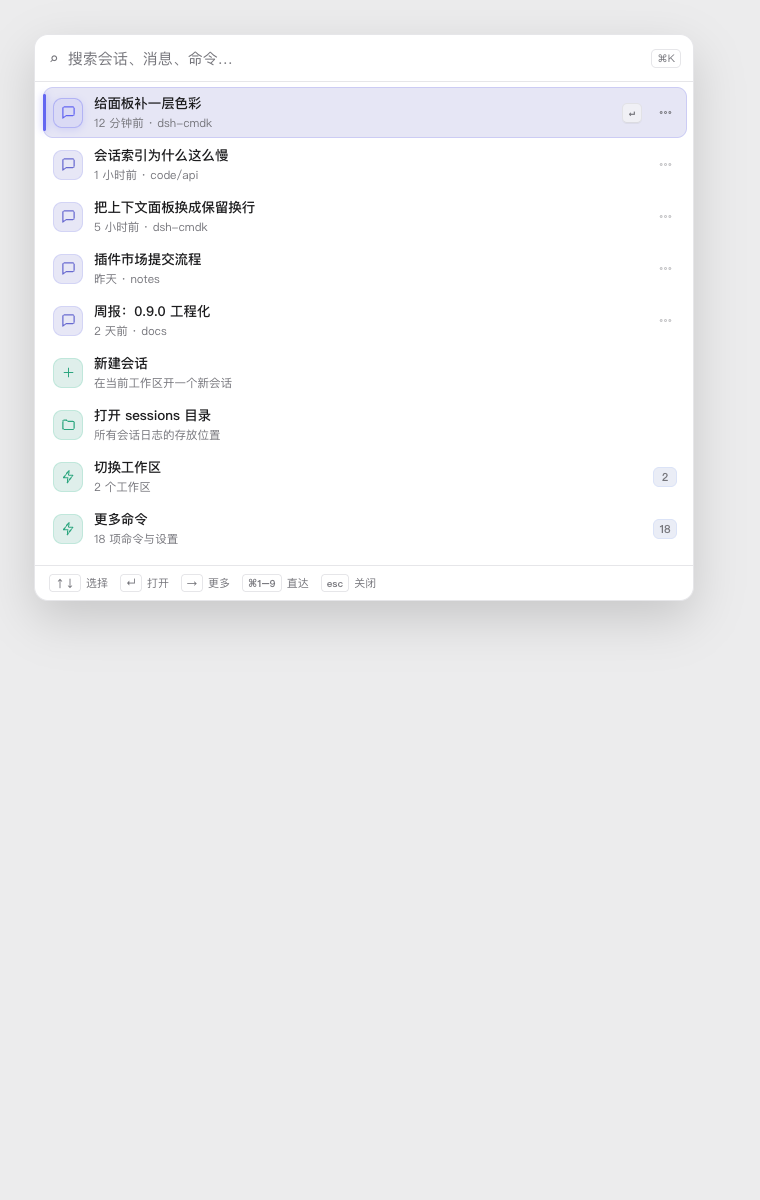 搜索会话、消息、命令... ⌘K
给面板补一层色彩
12 分钟前 · dsh-cmdk ↵
会话索引为什么这么慢
1 小时前 · code/api
把上下文面板换成保留换行
5 小时前 · dsh-cmdk
插件市场提交流程
昨天 · notes
周报：0.9.0 工程化
2 天前 · docs
新建会话
在当前工作区开一个新会话
打开 sessions 目录
所有会话日志的存放位置
切换工作区
2 个工作区 2
更多命令
18 项命令与设置 18
↑↓ 选择 ↵ 打开 → 更多 ⌘1–9 直达 esc 关闭